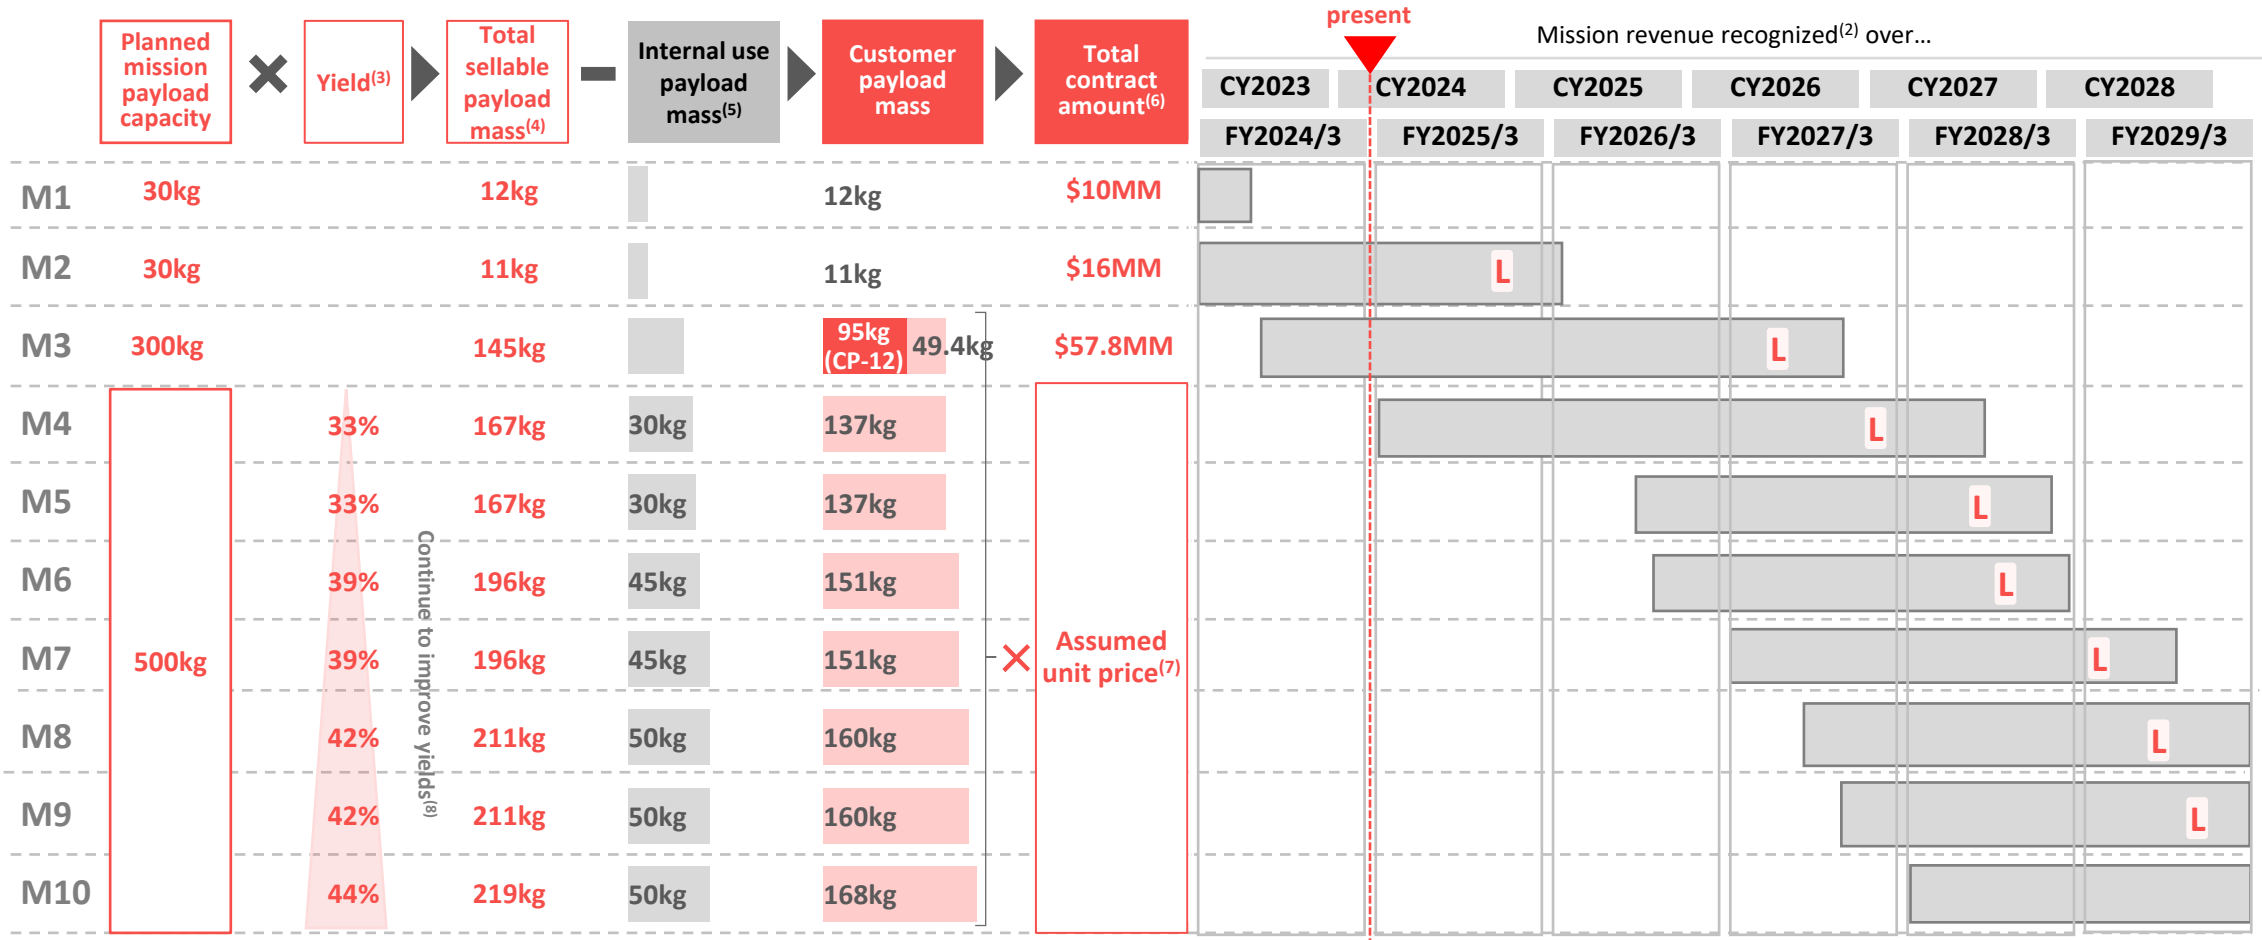 present
Mission revenue recognized(2) over…
Planned
mission
payload
capacity
Yield(3)
Total
sellable
payload
mass(4)
Internal use
payload
mass(5)
Customer
payload
mass
Total
contract
amount(6)
CY2023 CY2024 CY2025 CY2026 CY2027 CY2028
FY2024/3 FY2025/3 FY2026/3 FY2027/3 FY2028/3 FY2029/3
M1 30kg 12kg 12kg $10MM
M2 30kg 11kg 11kg $16MM L
M3 300kg 145kg 95kg
(CP-12) 49.4kg $57.8MM L
M4 33% 167kg 30kg 137kg L
M5 33% 167kg 30kg 137kg L
M6 39% 196kg 45kg 151kg L
M7 500kg 39% 196kg 45kg 151kg L
Assumed
unit price(7)
Continue to improve yields(8)
M8 42% 211kg 50kg 160kg L
M9 42% 211kg 50kg 160kg L
M10 44% 219kg 50kg 168kg